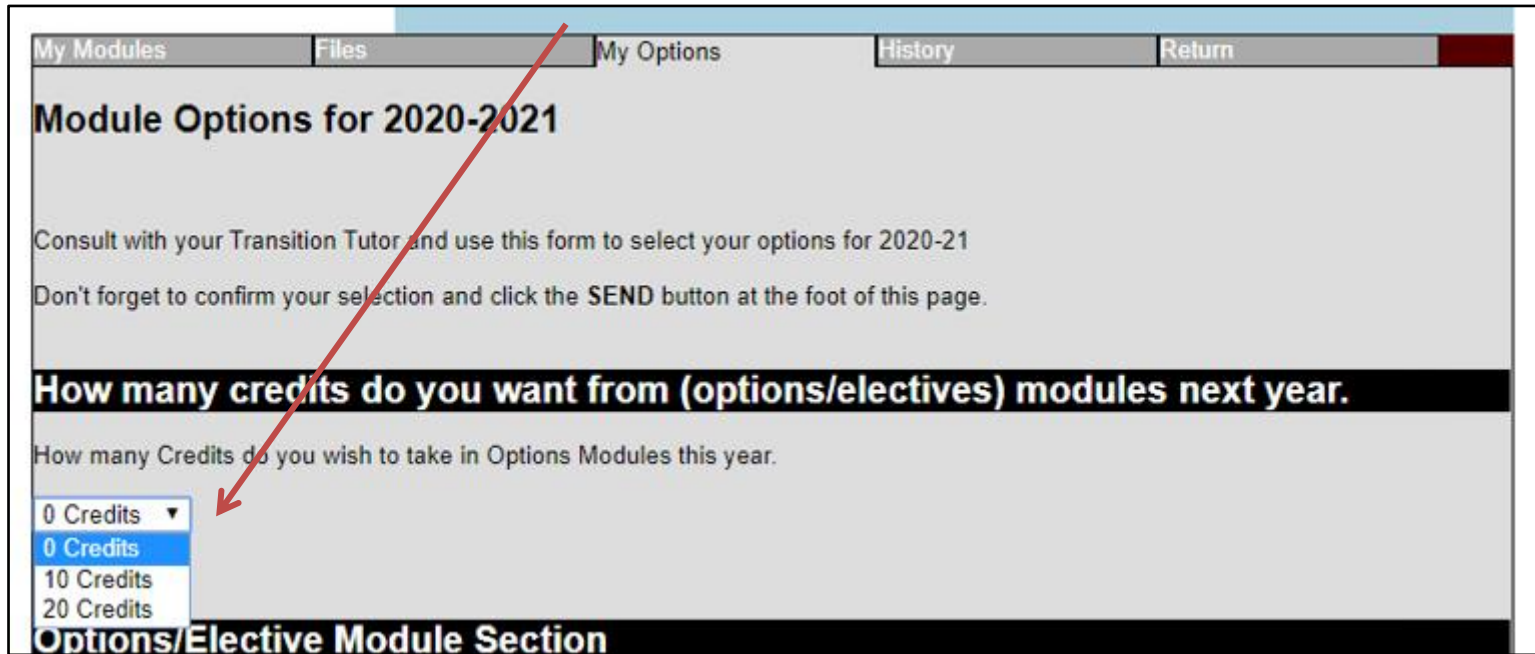 My Modules Files My Options History Return
Module Options for 2020-2021
Consult with your Transition Tutor and use this form to select your options for 2020-21
Don't forget to confirm your selection and click the SEND button at the foot of this page.
How many credits do you want from (options/electives) modules next year.
How many Credits do you wish to take in Options Modules this year.
0 Credits ▼
0 Credits
10 Credits
20 Credits
Options/Elective Module Section